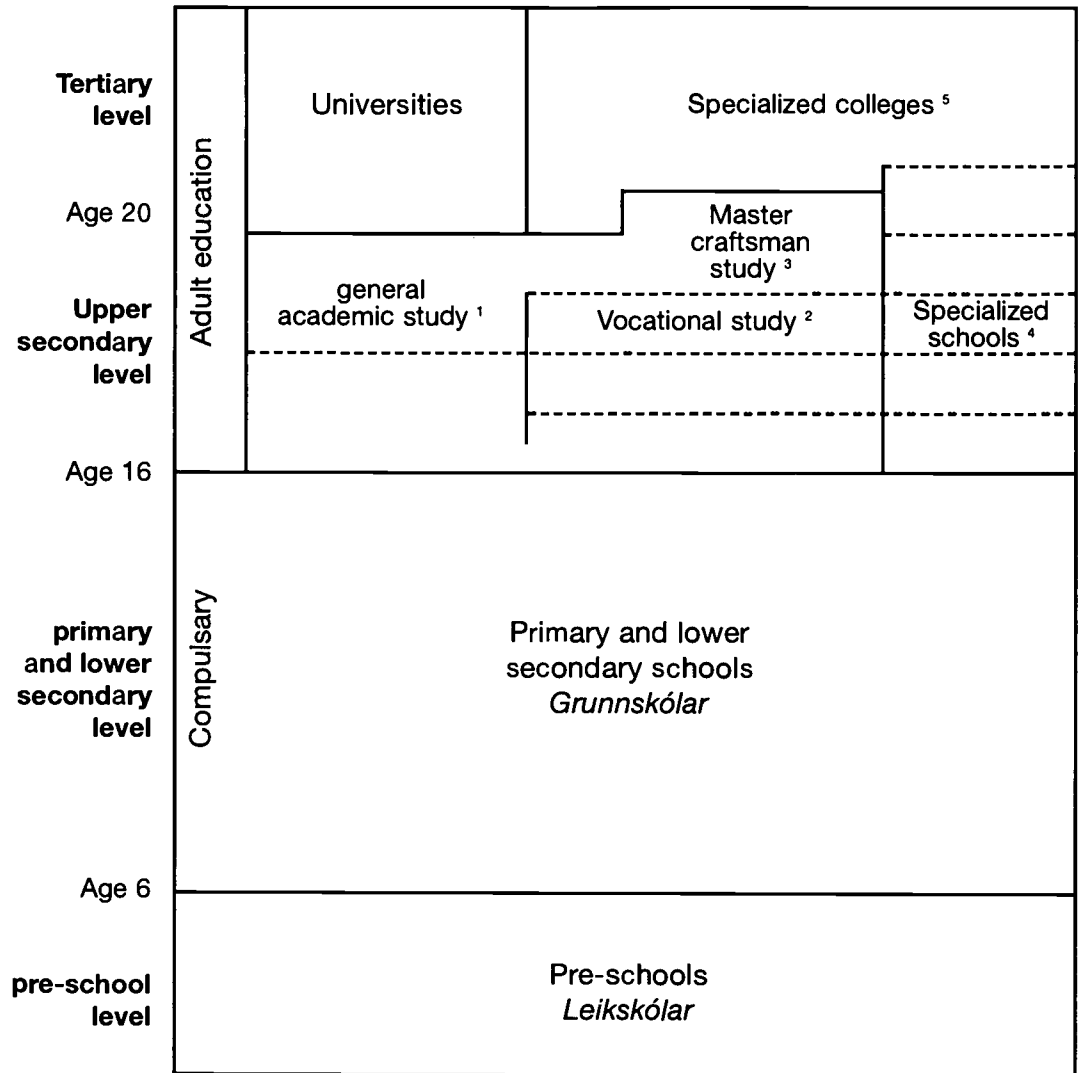 Tertiary
level
Universities
Specialized colleges 5
Age 20
Adult education
Master
craftsman
study 3
general
academic study 1
Vocational study 2
Specialized
schools 4
Upper
secondary
level
Age 16
primary
and lower
secondary
level
Compulsary
Primary and lower
secondary schools
Grunnskólar
Age 6
pre-school
level
Pre-schools
Leikskólar